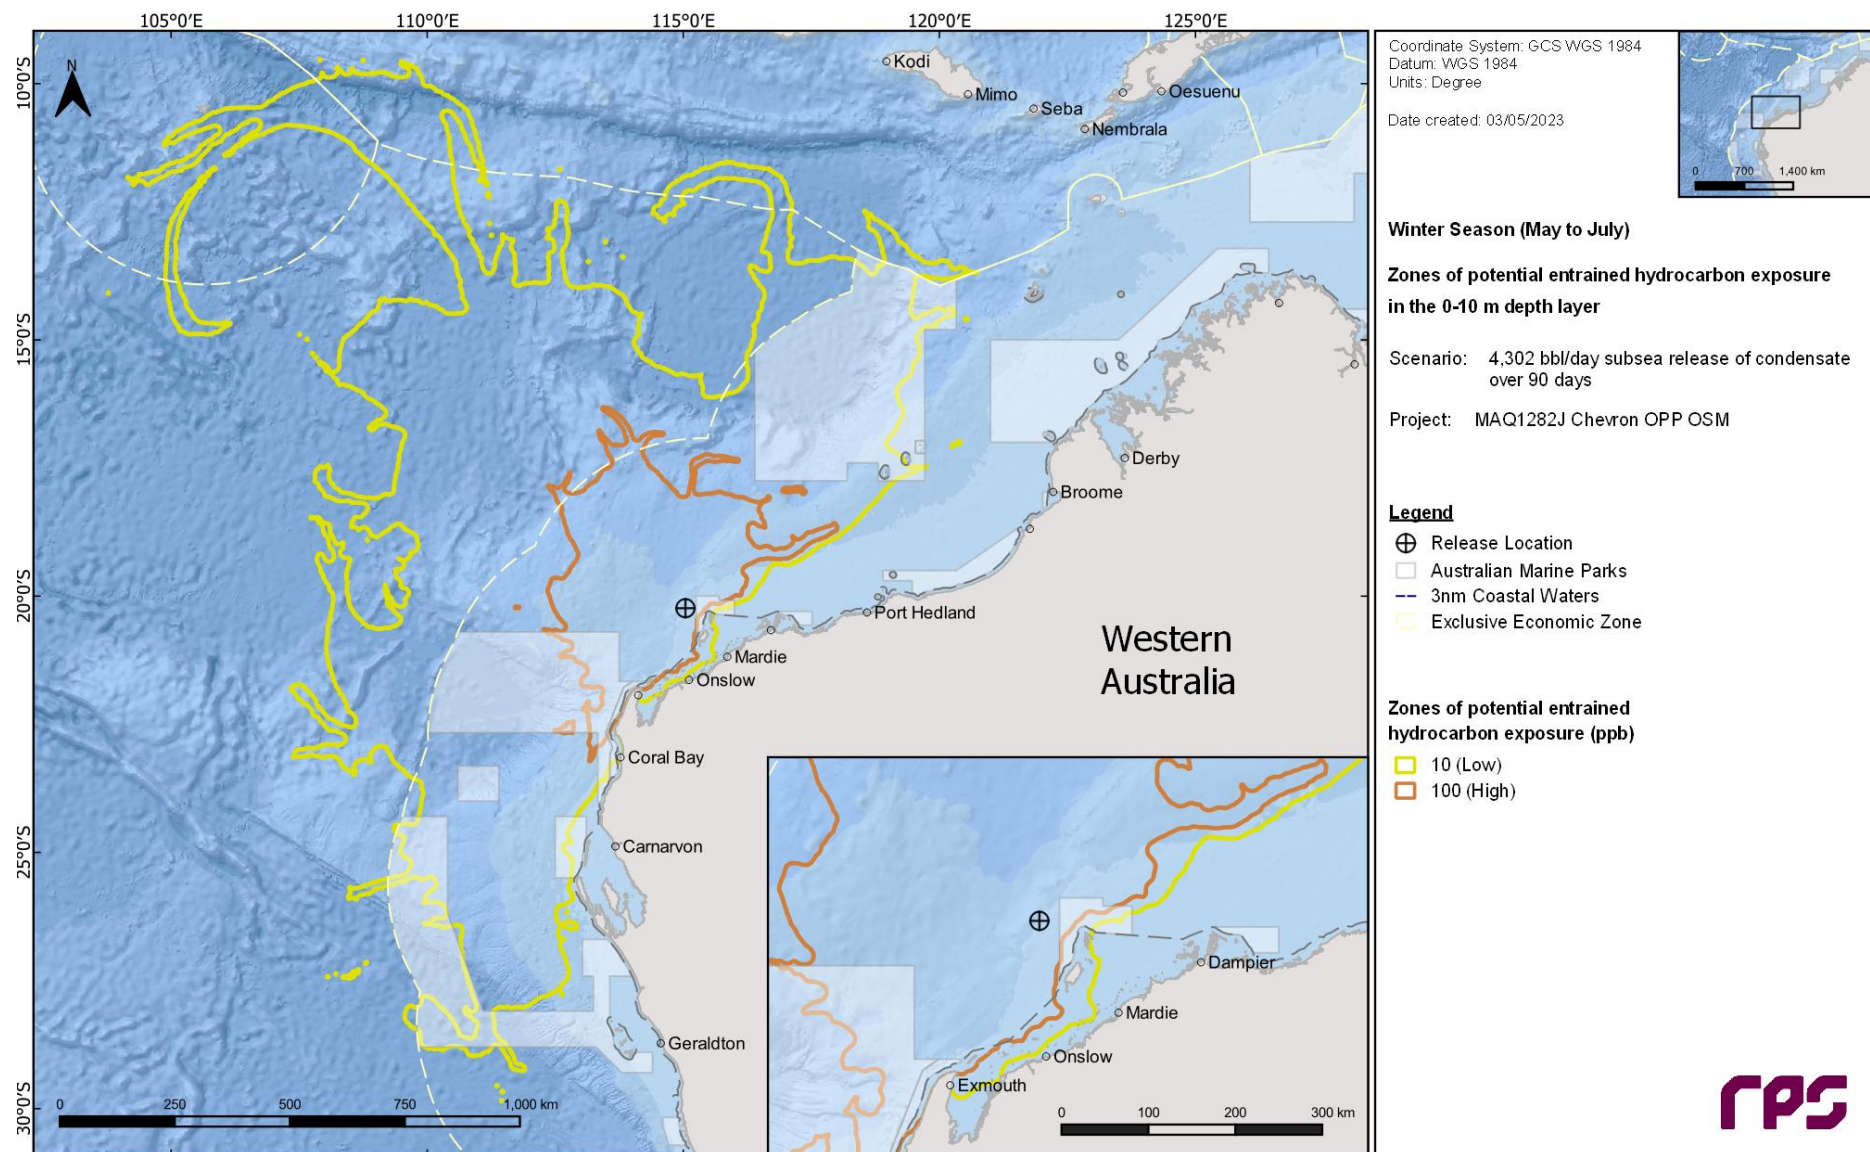 105°0'E 110°0'E 115°0'E 120°0'E 125°0'E
10°0'S
15°0'S
20°0'S
25°0'S
30°0'S
N
Kodi
Mimo
Seba
Oesuenu
Nembrala
Derby
Broome
Port Hedland
Mardie
Onslow
Western
Australia
Coral Bay
Carnarvon
Geraldton
0 250 500 750 1,000 km
Dampier
Mardie
Onslow
Exmouth
0 100 200 300 km
Coordinate System: GCS WGS 1984
Datum: WGS 1984
Units: Degree
Date created: 03/05/2023
0 700 1,400 km
Winter Season (May to July)
Zones of potential entrained hydrocarbon exposure
in the 0-10 m depth layer
Scenario: 4,302 bbl/day subsea release of condensate
over 90 days
Project: MAQ1282J Chevron OPP OSM
Legend
Release Location
Australian Marine Parks
3nm Coastal Waters
Exclusive Economic Zone
Zones of potential entrained
hydrocarbon exposure (ppb)
10 (Low)
100 (High)
rps